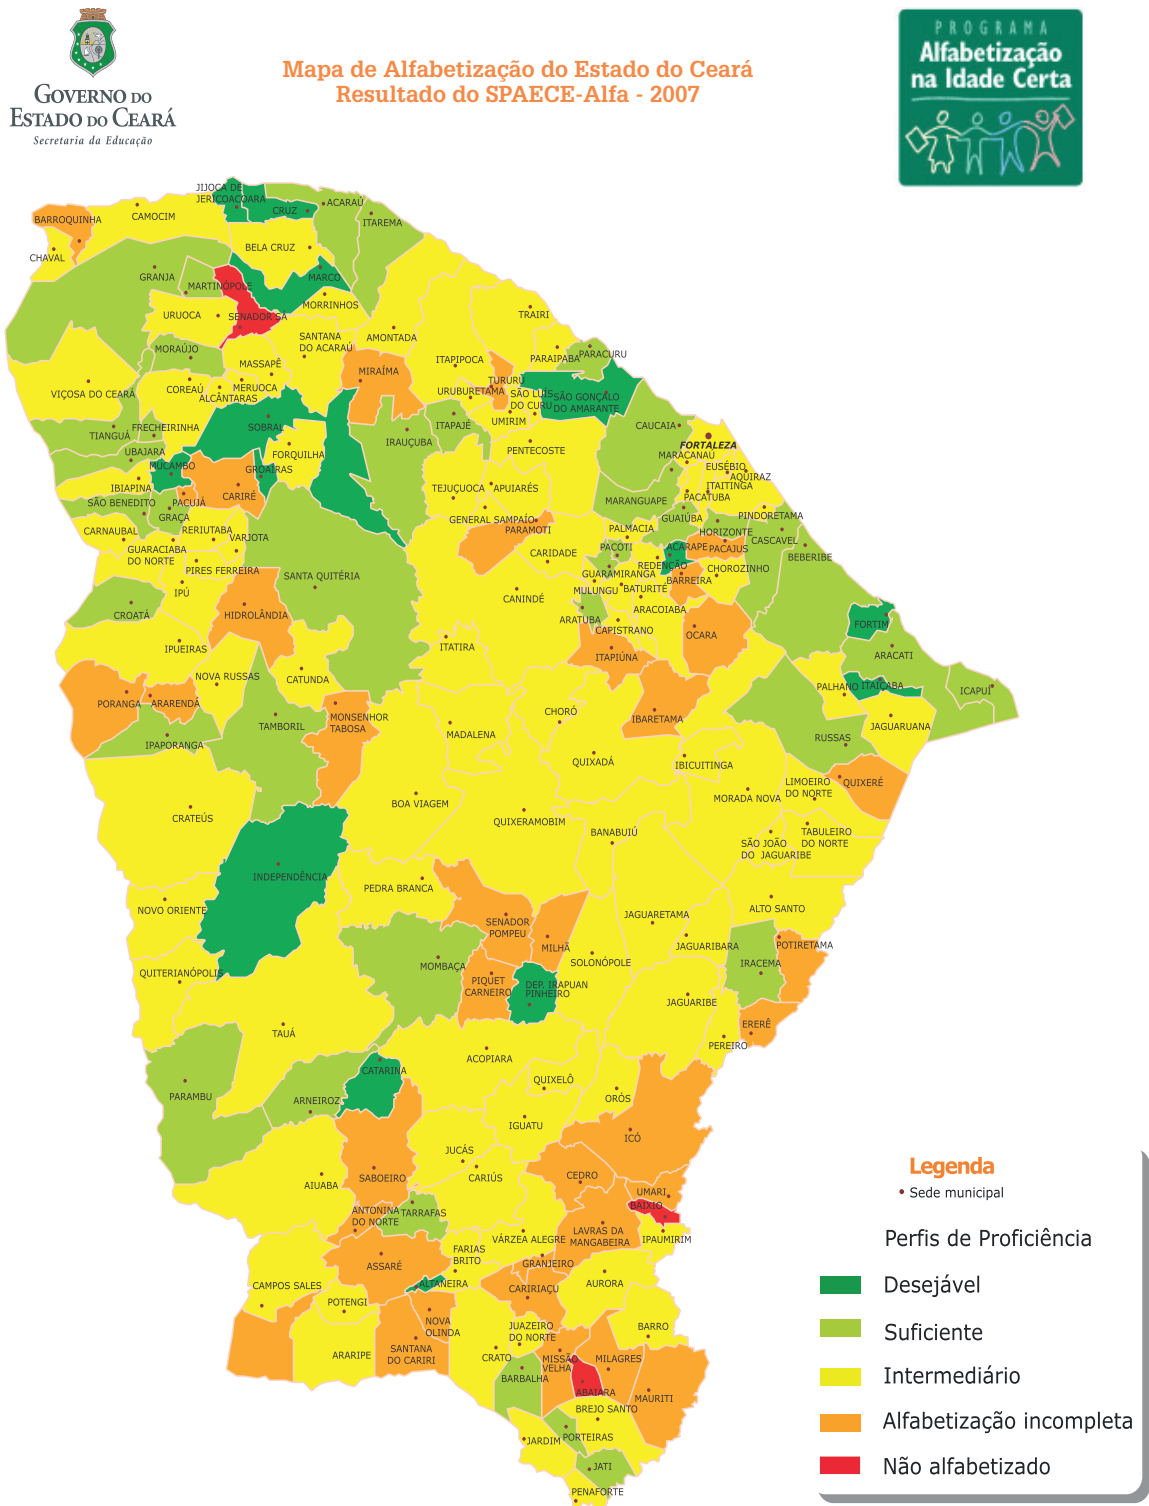 GOVERNO DO
ESTADO DO CEARÁ
Secretaria da Educação
Mapa de Alfabetização do Estado do Ceará
Resultado do SPAECE-Alfa - 2007
PROGRAMA
Alfabetização
na Idade Certa
JIJOCA DE
JERICOACOARA
CRUZ
ACARAÚ
ITAREMA
BARROQUINHA
CAMOCIM
CHAVAL
BELA CRUZ
GRANJA
MARTINÓPOLE
MARCO
MORRINHOS
URUOCA
SENADOR SÁ
TRAIRI
SANTANA
DO ACARAÚ
AMONTADA
MORAÚJO
MASSAPÊ
ITAPIPOCA
PARAIPABA
PARACURU
MIRAÍMA
TURURU
VIÇOSA DO CEARÁ
COREAÚ
MERUOCA
ALCÂNTARAS
URUBURETAMA
SÃO LUÍS
DO CURU
SÃO GONÇALO
DO AMARANTE
UMIRIM
TIANGUÁ
FRECHEIRINHA
SOBRAL
IRAUÇUBA
ITAPAJÉ
CAUCAIA
FORTALEZA
UBAJARA
MUCAMBO
FORQUILHA
GROAÍRAS
PENTECOSTE
MARACANAÚ
EUSÉBIO
AQUIRAZ
ITAITINGA
PACATUBA
IBIAPINA
PACUJÁ
CARIRÉ
TEJUÇUOCA
APUIARÉS
MARANGUAPE
SÃO BENEDITO
GRAÇA
GENERAL SAMPAÍO
PARAMOTI
GUAIÚBA
PINDORETAMA
HORIZONTE
CASCAVEL
CARNAUBAL
RERIUTABA
VARJOTA
PALMACIA
ACARAPE
PACAJUS
GUARACIABA
DO NORTE
CARIDADE
PACOTI
REDENÇÃO
BEBERIBE
PIRES FERREIRA
SANTA QUITÉRIA
GUARAMIRANGA
BARREIRA
CHOROZINHO
IPÚ
CANINDÉ
MULUNGU
BATURITÉ
CROATÁ
HIDROLÂNDIA
ARATUBA
ARACOIABA
CAPISTRANO
OCARA
FORTIM
IPUEIRAS
ITATIRA
ITAPIÚNA
ARACATI
NOVA RUSSAS
CATUNDA
PALHANO
ITAIÇABA
ICAPUÍ
PORANGA
ARARENDÁ
MONSENHOR
TABOSA
TAMBORIL
CHORÓ
IBARETAMA
JAGUARUANA
IPAPORANGA
MADALENA
RUSSAS
QUIXADÁ
IBICUITINGA
CRATEÚS
BOA VIAGEM
QUIXERAMOBIM
MORADA NOVA
LIMOEIRO
DO NORTE
QUIXERÉ
BANABUIÚ
SÃO JOÃO
DO JAGUARIBE
TABULEIRO
DO NORTE
INDEPENDÊNCIA
PEDRA BRANCA
NOVO ORIENTE
SENADOR
POMPEU
JAGUARETAMA
ALTO SANTO
MILHÃ
JAGUARIBARA
POTIRETAMA
QUITERIANÓPOLIS
MOMBAÇA
SOLONÓPOLE
IRACEMA
PIQUET
CARNEIRO
DEP. IRAPUAN
PINHEIRO
JAGUARIBE
TAUÁ
ERERÊ
PEREIRO
ACOPIARA
CATARINA
QUIXELÔ
PARAMBU
ARNEIROZ
ORÓS
IGUATU
ICÓ
JUCÁS
CARIÚS
AIUABA
SABOEIRO
CEDRO
UMARI
BAIXIO
ANTONINA
DO NORTE
TARRAFAS
LAVRAS DA
MANGABEIRA
IPAUMIRIM
VÁRZEA ALEGRE
FARIAS
BRITO
ASSARÉ
GRANJEIRO
CAMPOS SALES
ALTANEIRA
CARIRIAÇU
AURORA
POTENGI
NOVA
OLINDA
JUAZEIRO
DO NORTE
BARRO
ARARIPE
SANTANA
DO CARIRI
CRATO
MISSÃO
VELHA
MILAGRES
BARBALHA
ABAIARA
MAURITI
BREJO SANTO
JARDIM
PORTEIRAS
JATI
PENAFORTE
Legenda
Sede municipal
Perfis de Proficiência
Desejável
Suficiente
Intermediário
Alfabetização incompleta
Não alfabetizado